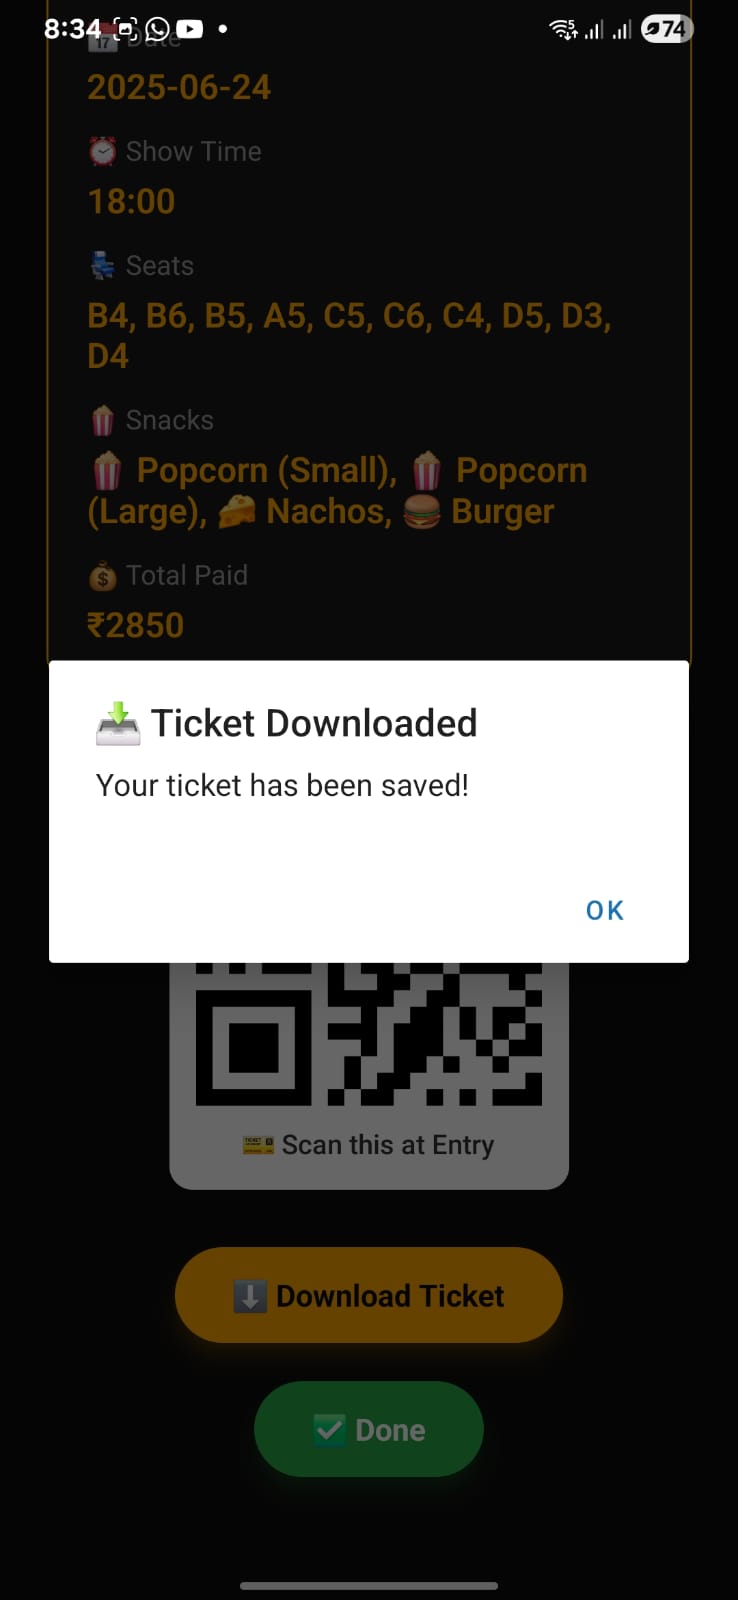 8:34
5
74
17 Date
2025-06-24
Show Time
18:00
Seats
B4, B6, B5, A5, C5, C6, C4, D5, D3,
D4
Snacks
Popcorn (Small), Popcorn
(Large), Nachos, Burger
Total Paid
₹2850
Ticket Downloaded
Your ticket has been saved!
OK
Scan this at Entry
Download Ticket
Done